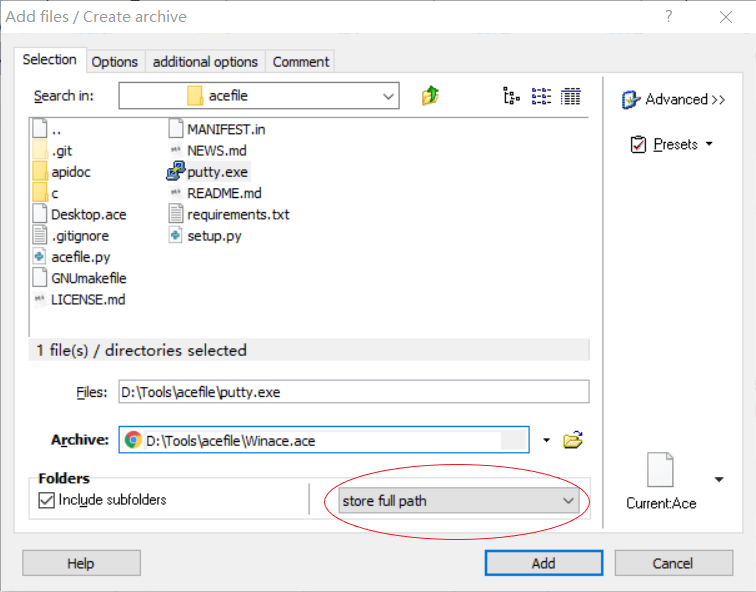 Add files / Create archive
?
Selection Options additional options Comment
Search in: acefile
Advanced >>
Presets
..
.git
apidoc
c
Desktop.ace
.gitignore
acefile.py
GNUmakefile
LICENSE.md
MANIFEST.in
NEWS.md
putty.exe
README.md
requirements.txt
setup.py
1 file(s) / directories selected
Files: D:\Tools\acefile\putty.exe
Archive: D:\Tools\acefile\Winace.ace
Folders
Include subfolders
store full path
Current:Ace
Help Add Cancel